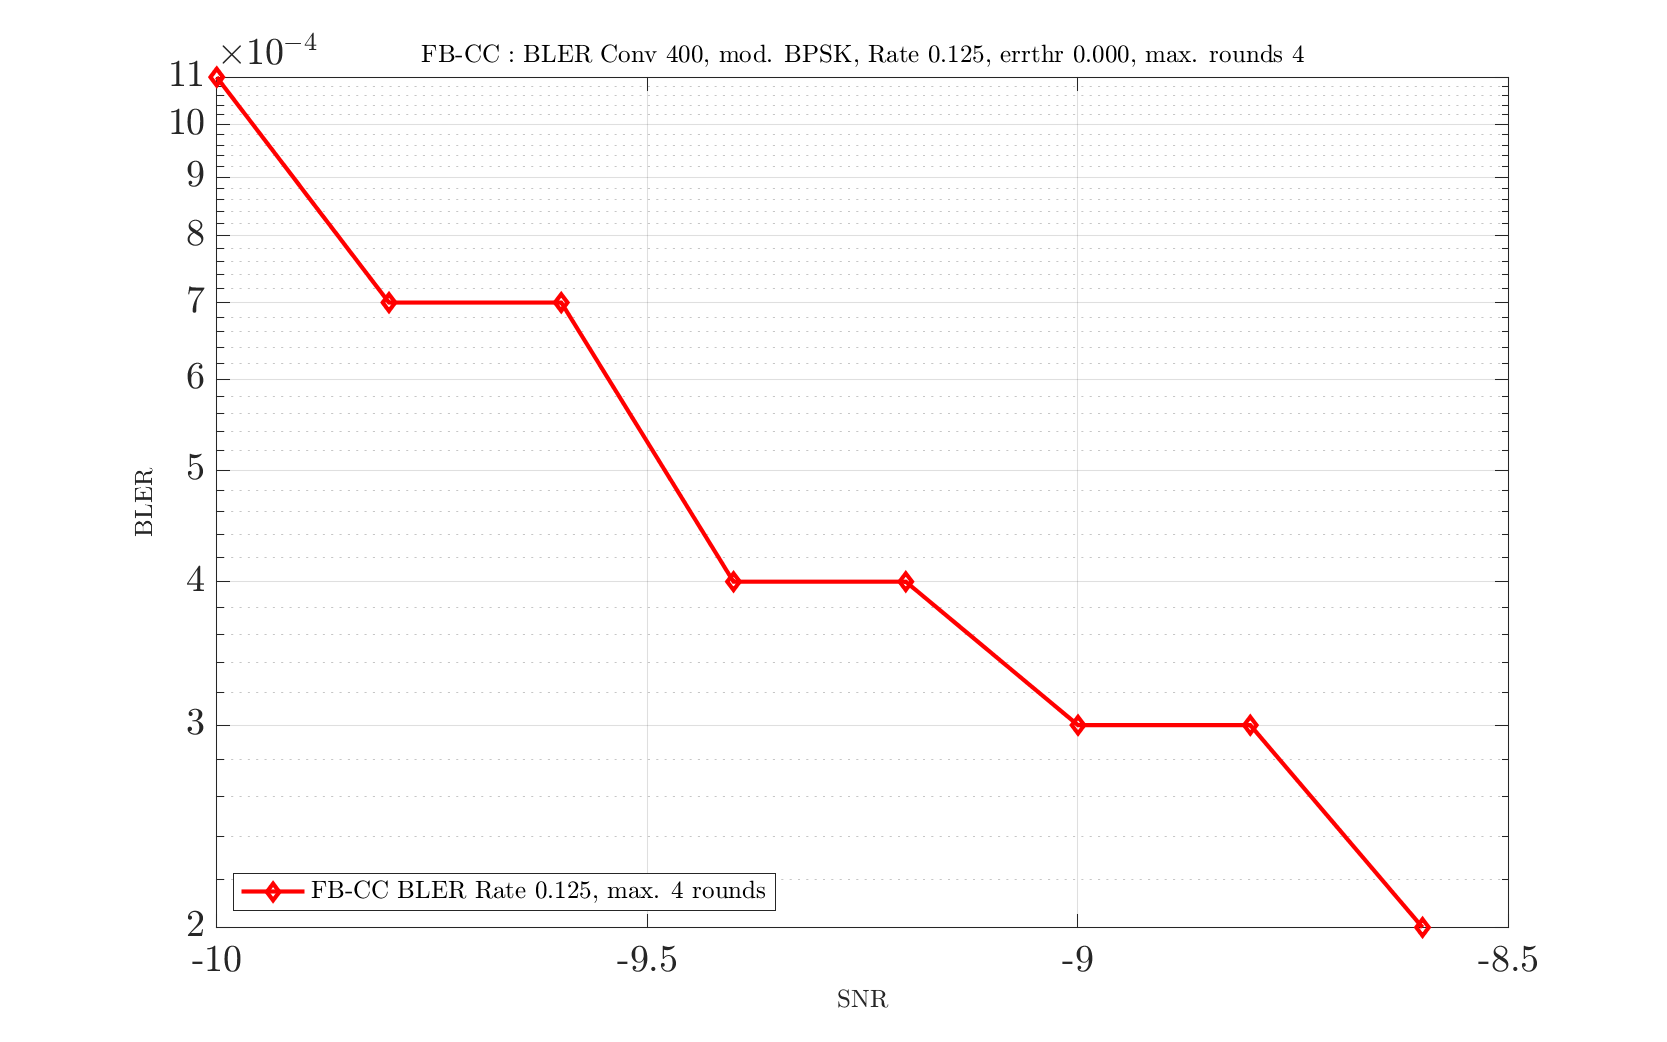 ×10−4
FB-CC : BLER Conv 400, mod. BPSK, Rate 0.125, errthr 0.000, max. rounds 4
11
10
9
8
7
6
5
4
3
2
BLER
FB-CC BLER Rate 0.125, max. 4 rounds
-10 -9.5 -9 -8.5
SNR